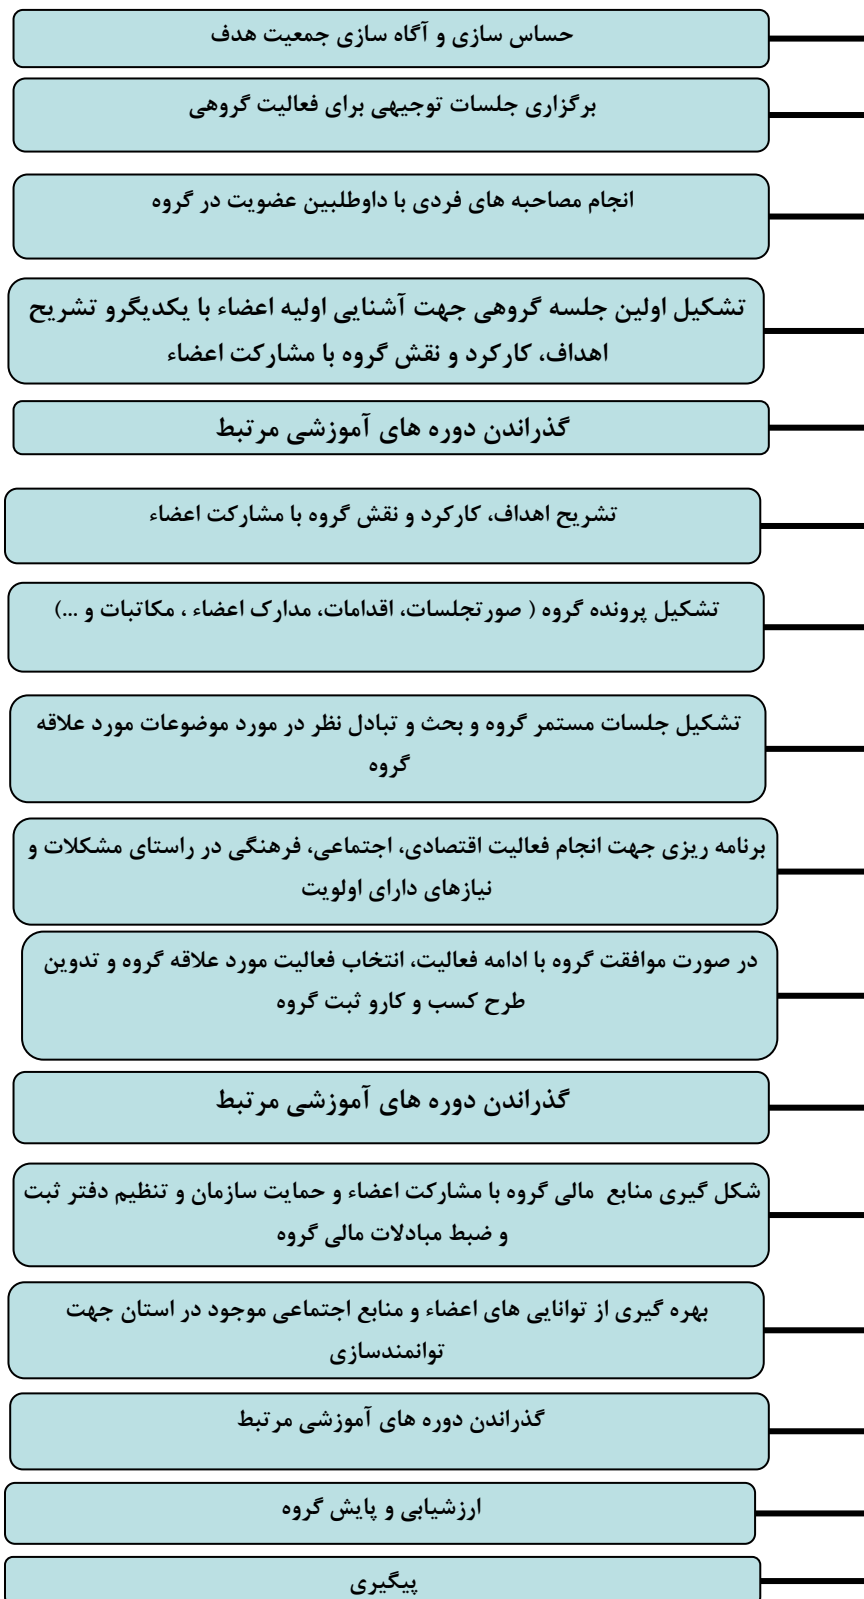 حساس سازی و آگاه سازی جمعیت هدف
برگزاری جلسات توجیهی برای فعالیت گروهی
انجام مصاحبه های فردی با داوطلبین عضویت در گروه
تشکیل اولین جلسه گروهی جهت آشنایی اولیه اعضاء با یکدیگرو تشریح
اهداف، کارکرد و نقش گروه با مشارکت اعضاء
گذراندن دوره های آموزشی مرتبط
تشریح اهداف، کارکرد و نقش گروه با مشارکت اعضاء
تشکیل پرونده گروه ( صورتجلسات، اقدامات، مدارک اعضاء ، مکاتبات و ...)
تشکیل جلسات مستمر گروه و بحث و تبادل نظر در مورد موضوعات مورد علاقه
گروه
برنامه ریزی جهت انجام فعالیت اقتصادی، اجتماعی، فرهنگی در راستای مشکلات و
نیازهای دارای اولویت
در صورت موافقت گروه با ادامه فعالیت، انتخاب فعالیت مورد علاقه گروه و تدوین
طرح کسب و کارو ثبت گروه
گذراندن دوره های آموزشی مرتبط
شکل گیری منابع مالی گروه با مشارکت اعضاء و حمایت سازمان و تنظیم دفتر ثبت
و ضبط مبادلات مالی گروه
بهره گیری از توانایی های اعضاء و منابع اجتماعی موجود در استان جهت
توانمندسازی
گذراندن دوره های آموزشی مرتبط
ارزشیابی و پایش گروه
پیگیری